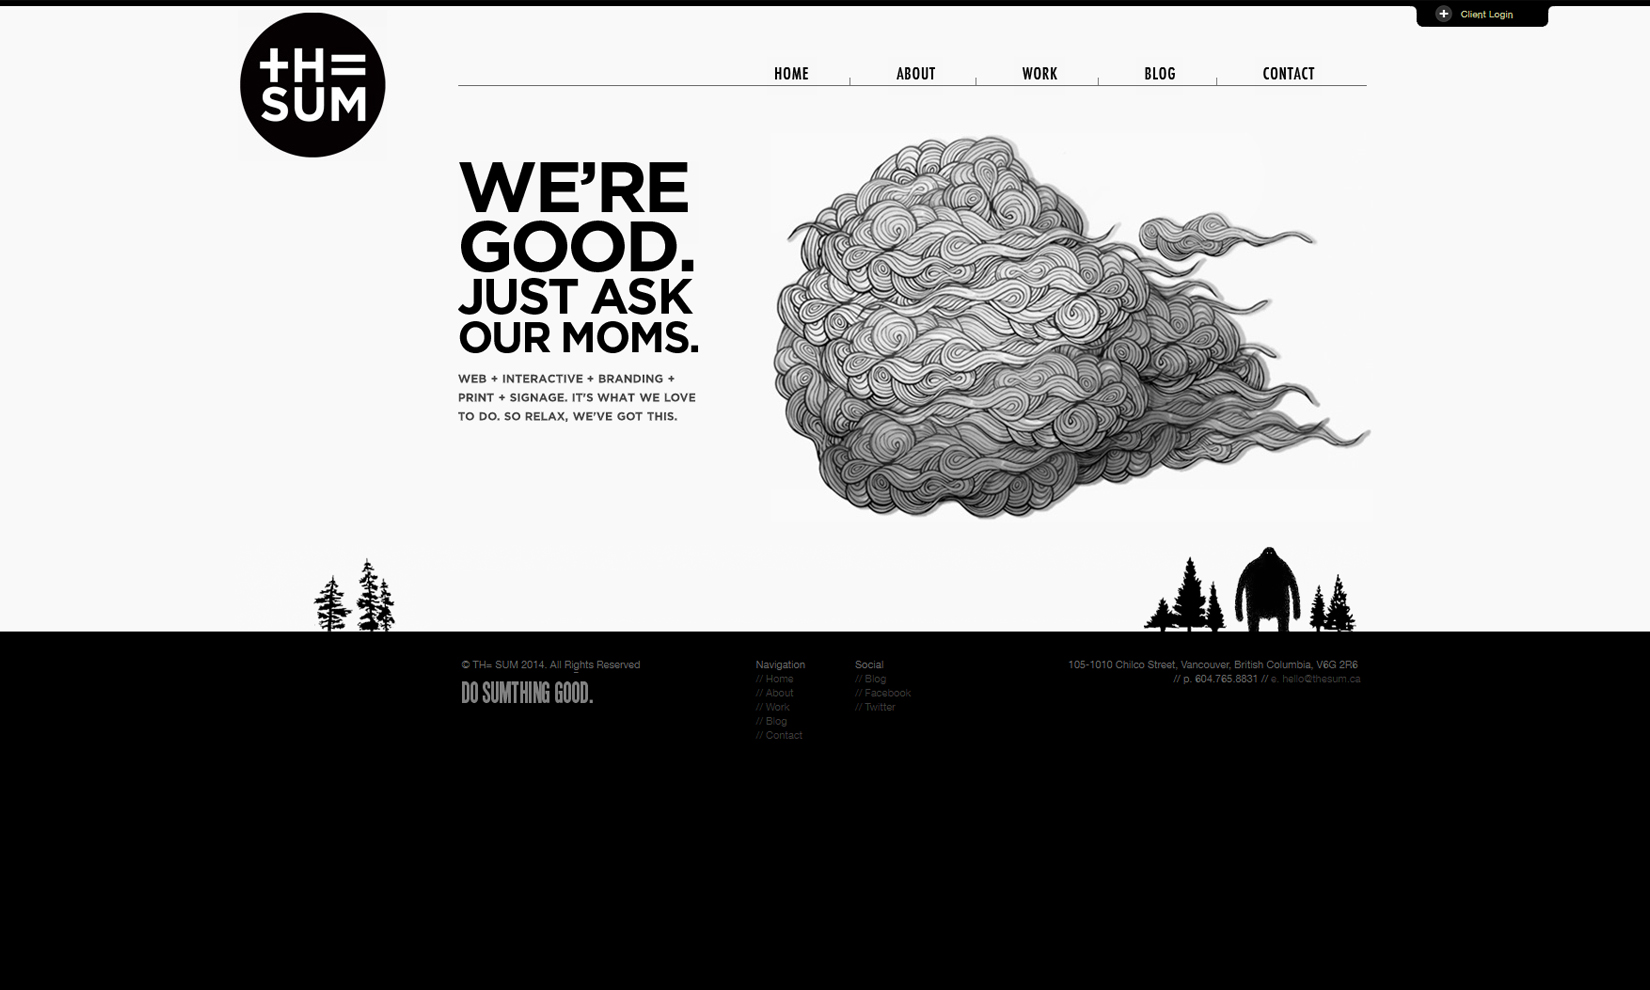 Client Login
tH=
SUM
HOME
ABOUT
WORK
BLOG
CONTACT
WE'RE
GOOD.
JUST ASK
OUR MOMS.
WEB + INTERACTIVE + BRANDING +
PRINT + SIGNAGE. IT'S WHAT WE LOVE
TO DO. SO RELAX, WE'VE GOT THIS.
© TH= SUM 2014. All Rights Reserved
DO SUMTHING GOOD.
Navigation
// Home
// About
// Work
// Blog
// Contact
Social
// Blog
// Facebook
// Twitter
105-1010 Chilco Street, Vancouver, British Columbia, V6G 2R6
// p. 604.765.8831 // e. hello@thesum.ca